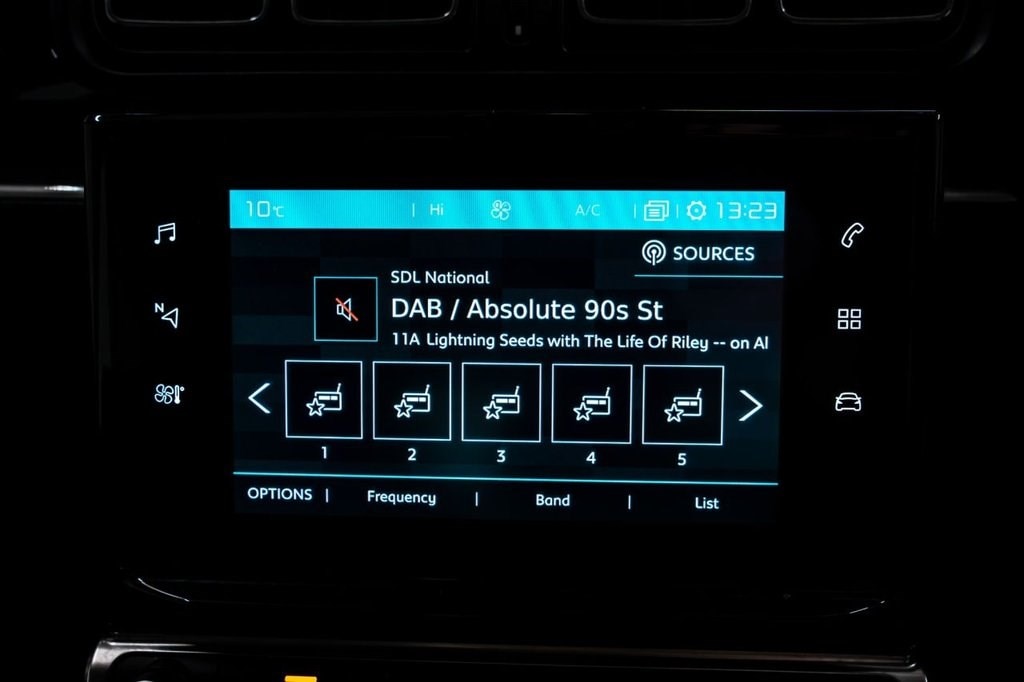 10°C | Hi A/C | | 13:23
SOURCES
SDL National
DAB / Absolute 90s St
11A Lightning Seeds with The Life Of Riley -- on Al
N
1 2 3 4 5
OPTIONS | Frequency | Band | List